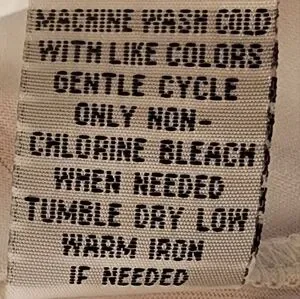 MACHINE WASH COLD
WITH LIKE COLORS
GENTLE CYCLE
ONLY NON-
CHLORINE BLEACH
WHEN NEEDED
TUMBLE DRY LOW
WARM IRON
IF NEEDED